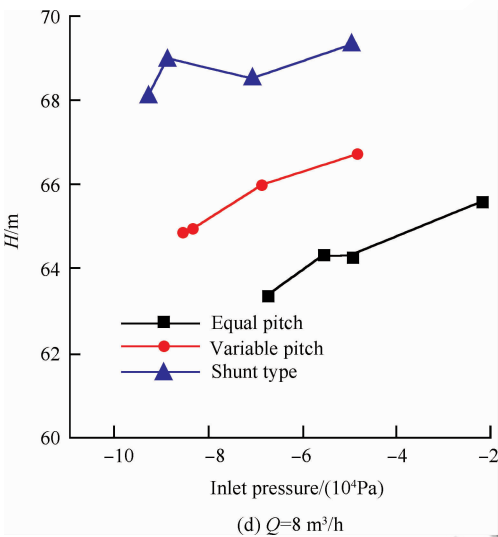 70
68
66
64
62
60
H/m
Equal pitch
Variable pitch
Shunt type
−10
−8
−6
−4
−2
Inlet pressure/(10⁴Pa)
(d) Q=8 m³/h